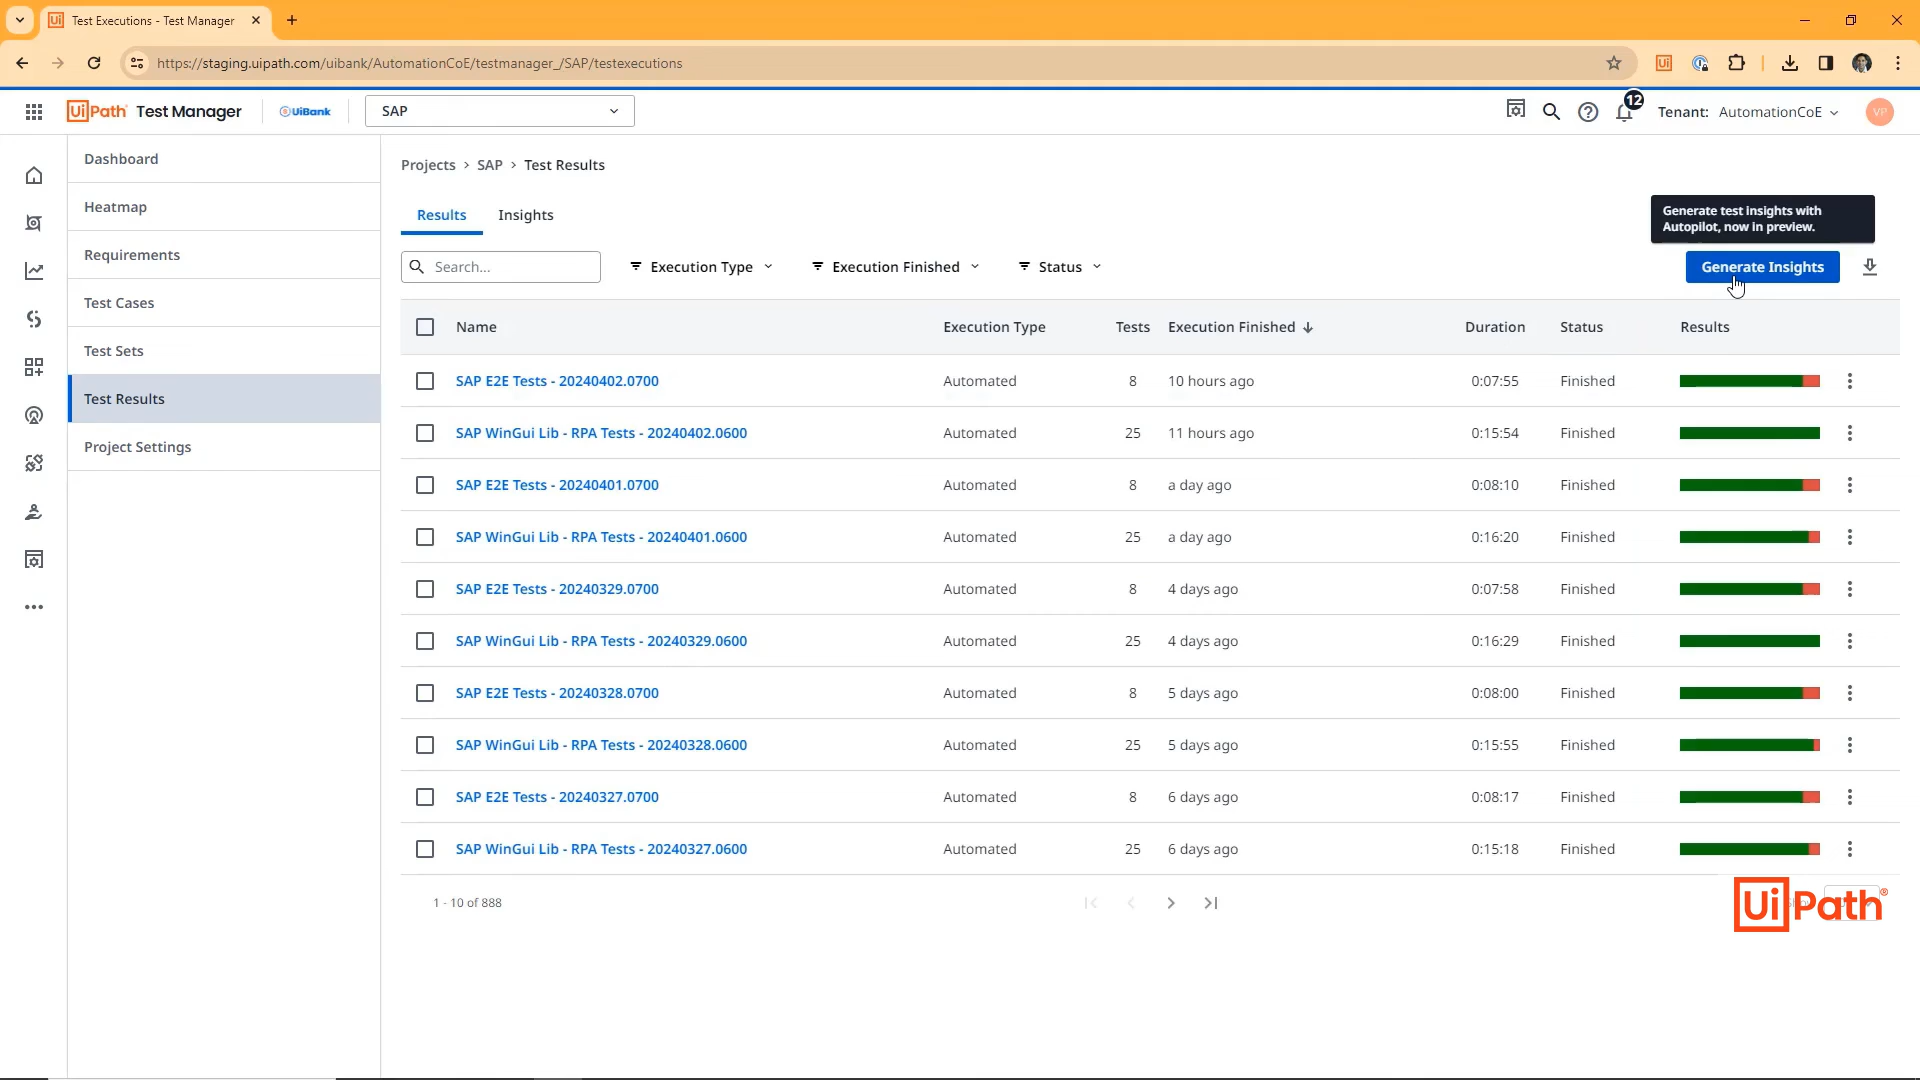 Test Executions - Test Manager
https://staging.uipath.com/uibank/AutomationCoE/testmanager_/SAP/testexecutions
UiPath Test Manager
UiBank
SAP
12
Tenant: AutomationCoE
VP
Dashboard
Heatmap
Requirements
Test Cases
Test Sets
Test Results
Project Settings
Projects > SAP > Test Results
Results Insights
Generate test insights with
Autopilot, now in preview.
Search...
Execution Type
Execution Finished
Status
Generate Insights
Name Execution Type Tests Execution Finished Duration Status Results
SAP E2E Tests - 20240402.0700 Automated 8 10 hours ago 0:07:55 Finished
SAP WinGui Lib - RPA Tests - 20240402.0600 Automated 25 11 hours ago 0:15:54 Finished
SAP E2E Tests - 20240401.0700 Automated 8 a day ago 0:08:10 Finished
SAP WinGui Lib - RPA Tests - 20240401.0600 Automated 25 a day ago 0:16:20 Finished
SAP E2E Tests - 20240329.0700 Automated 8 4 days ago 0:07:58 Finished
SAP WinGui Lib - RPA Tests - 20240329.0600 Automated 25 4 days ago 0:16:29 Finished
SAP E2E Tests - 20240328.0700 Automated 8 5 days ago 0:08:00 Finished
SAP WinGui Lib - RPA Tests - 20240328.0600 Automated 25 5 days ago 0:15:55 Finished
SAP E2E Tests - 20240327.0700 Automated 8 6 days ago 0:08:17 Finished
SAP WinGui Lib - RPA Tests - 20240327.0600 Automated 25 6 days ago 0:15:18 Finished
1 - 10 of 888
UiPath®